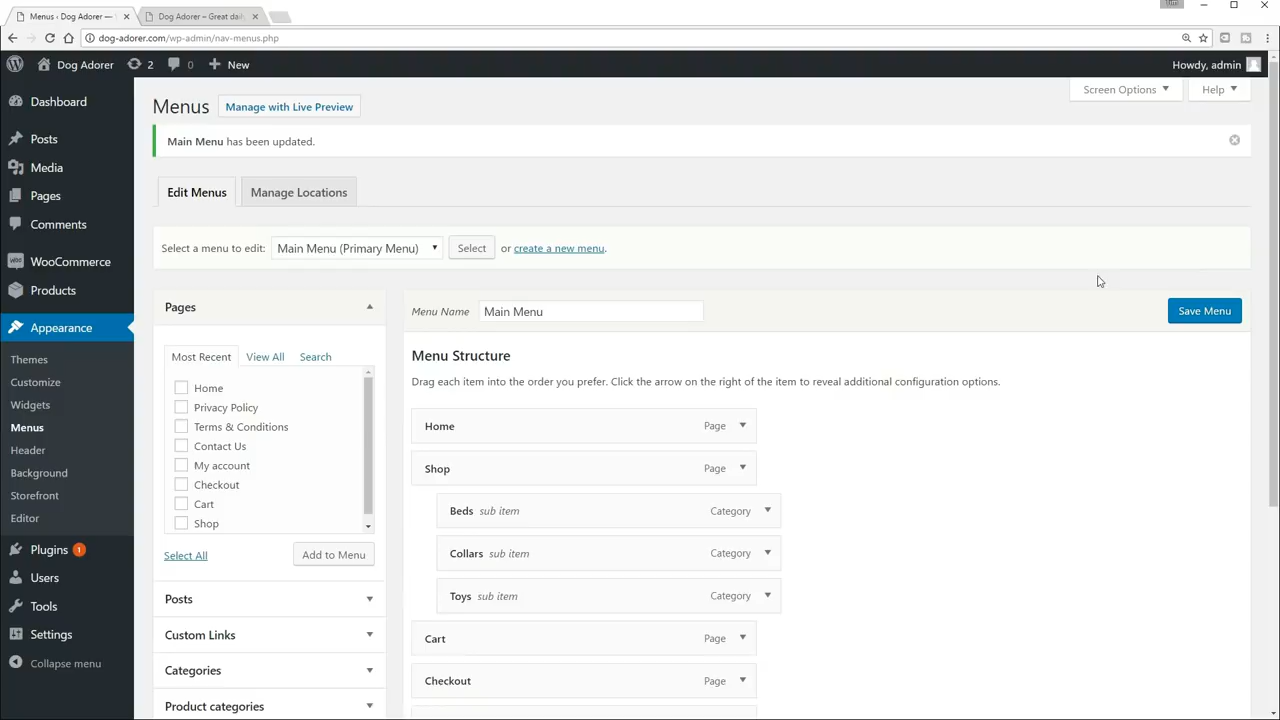 Menus ‹ Dog Adorer —
Dog Adorer – Great dail
dog-adorer.com/wp-admin/nav-menus.php
Dog Adorer
2
0
New
Howdy, admin
Dashboard
Posts
Media
Pages
Comments
WooCommerce
Products
Appearance
Themes
Customize
Widgets
Menus
Header
Background
Storefront
Editor
Plugins 1
Users
Tools
Settings
Collapse menu
Screen Options
Help
Menus
Manage with Live Preview
Main Menu has been updated.
Edit Menus
Manage Locations
Select a menu to edit: Main Menu (Primary Menu) Select or create a new menu.
Pages
Most Recent View All Search
Home
Privacy Policy
Terms & Conditions
Contact Us
My account
Checkout
Cart
Shop
Select All
Add to Menu
Posts
Custom Links
Categories
Product categories
Menu Name Main Menu
Save Menu
Menu Structure
Drag each item into the order you prefer. Click the arrow on the right of the item to reveal additional configuration options.
Home Page
Shop Page
Beds sub item Category
Collars sub item Category
Toys sub item Category
Cart Page
Checkout Page